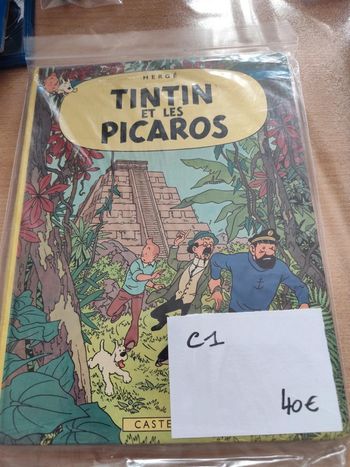 HERGÉ
TINTIN
ET LES
PICAROS
C1
40€
CASTE